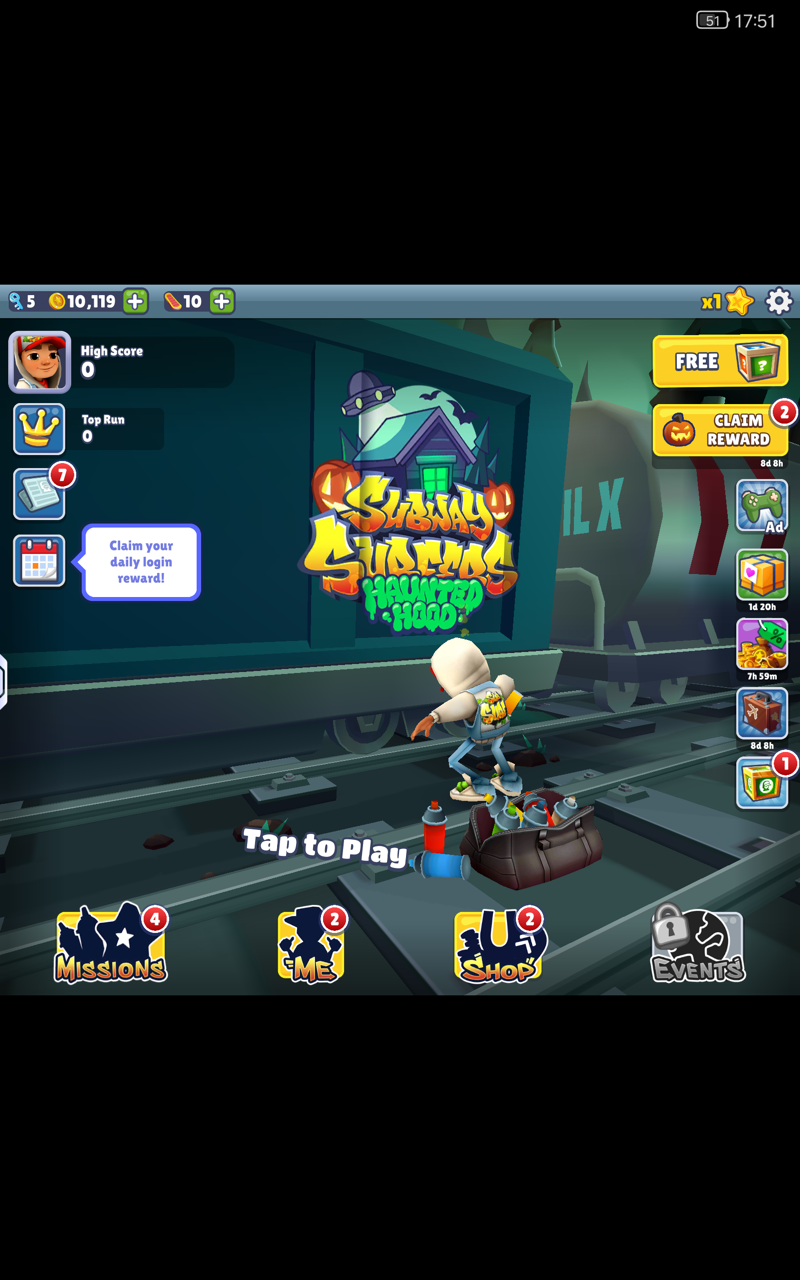 51 17:51
5 10,119 10 x1
High Score
0
FREE
Top Run
0
2
CLAIM
REWARD
8d 8h
7
Claim your
daily login
reward!
SUBWAY
SURFERS
HAUNTED
HOOD
IL X
Ad
1d 20h
%
7h 59m
8d 8h
1
Tap to Play
4
MISSIONS
2
ME
2
SHOP
EVENTS